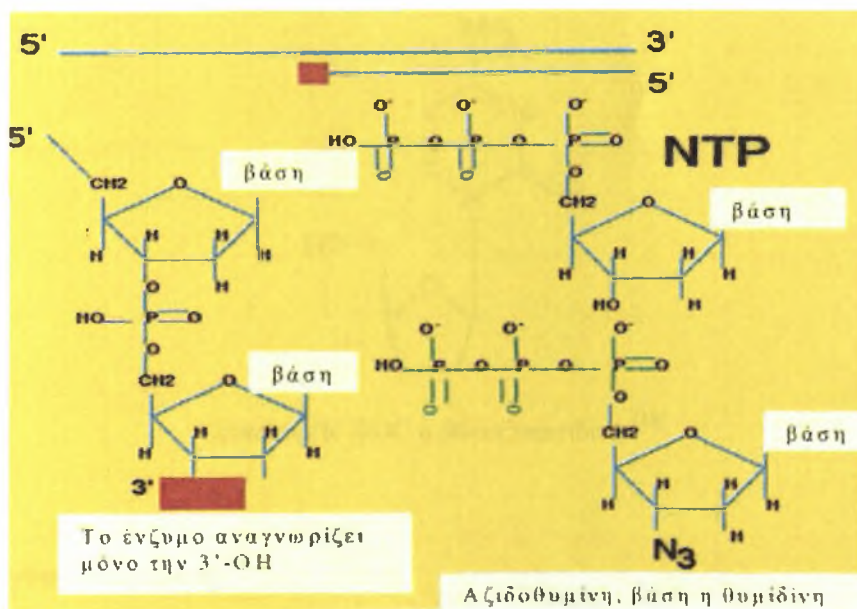 5' 3'
5'
5'
O- O- O-
HO P O P O P O
O O O
NTP
CH2 O βάση
CH2
O βάση
H H H H
H H H H
HO
O
HO P O
O
O- O- O-
HO P O P O P O
O O O
CH2 O βάση
CH2
O βάση
H H H H
H H H H
3'
N3
Το ένζυμο αναγνωρίζει
μόνο την 3'-OH
Αζιδοθυμίνη, βάση η θυμιδίνη